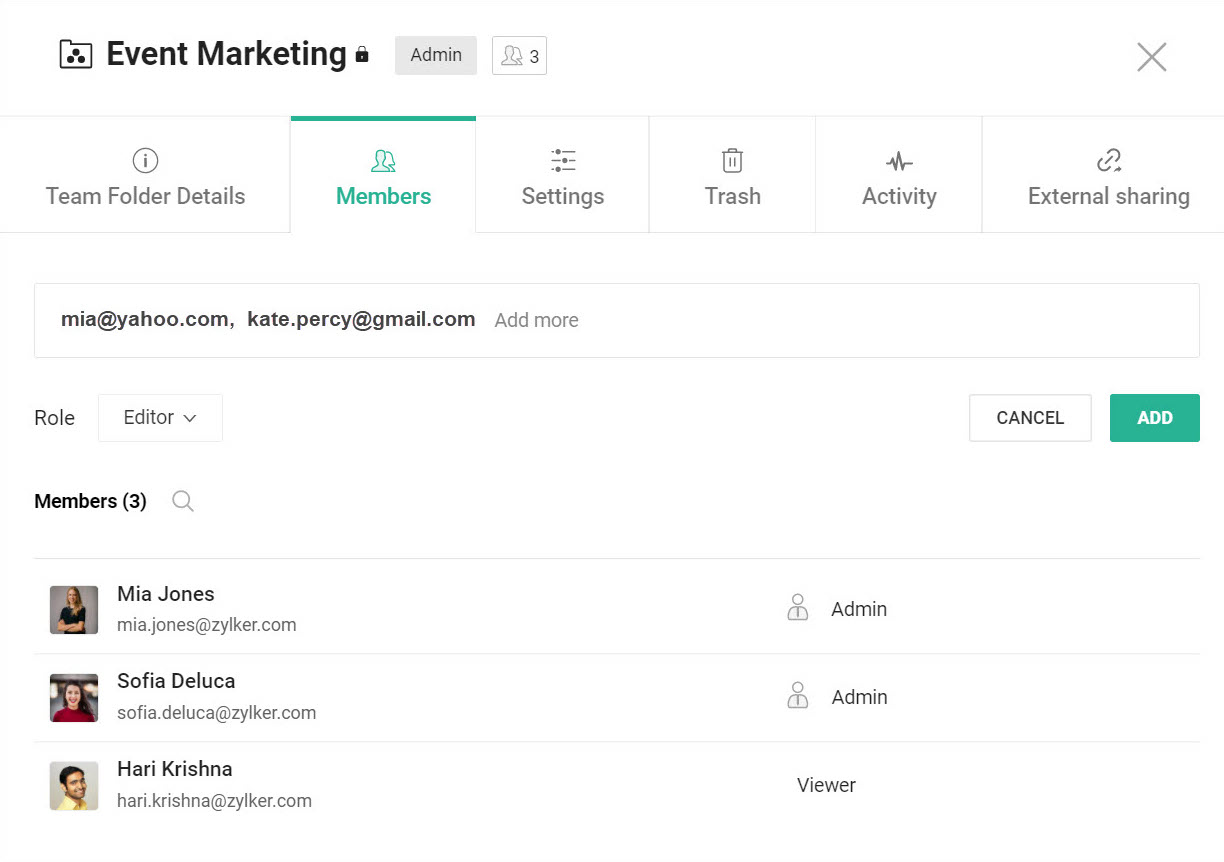 Event Marketing Admin 3
Team Folder Details Members Settings Trash Activity External sharing
mia@yahoo.com, kate.percy@gmail.com Add more
Role Editor CANCEL ADD
Members (3)
Mia Jones
mia.jones@zylker.com
Admin
Sofia Deluca
sofia.deluca@zylker.com
Admin
Hari Krishna
hari.krishna@zylker.com
Viewer